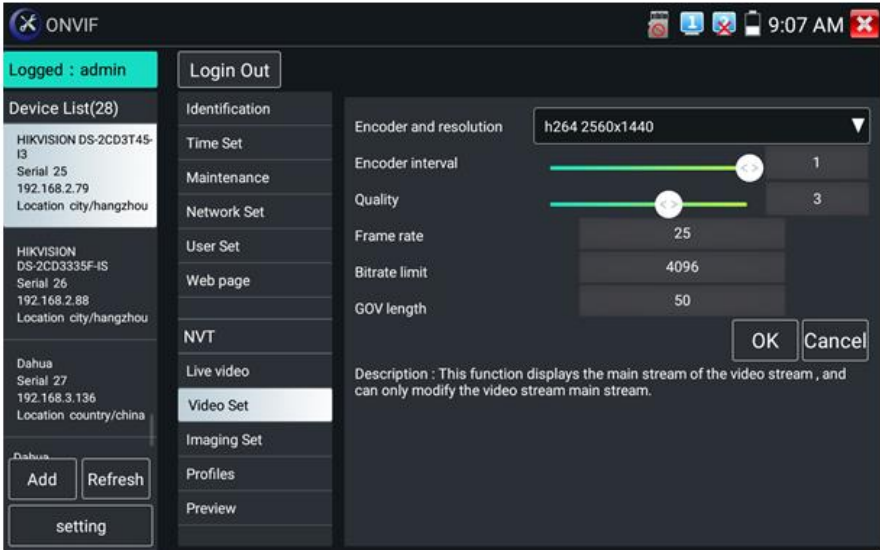 ONVIF
9:07 AM
Logged : admin
Login Out
Device List(28)
HIKVISION DS-2CD3T45-
I3
Serial 25
192.168.2.79
Location city/hangzhou
HIKVISION
DS-2CD3335F-IS
Serial 26
192.168.2.88
Location city/hangzhou
Dahua
Serial 27
192.168.3.136
Location country/china
Dahua
Add
Refresh
setting
Identification
Time Set
Maintenance
Network Set
User Set
Web page
NVT
Live video
Video Set
Imaging Set
Profiles
Preview
Encoder and resolution
h264 2560x1440
Encoder interval
1
Quality
3
Frame rate
25
Bitrate limit
4096
GOV length
50
OK
Cancel
Description : This function displays the main stream of the video stream , and
can only modify the video stream main stream.